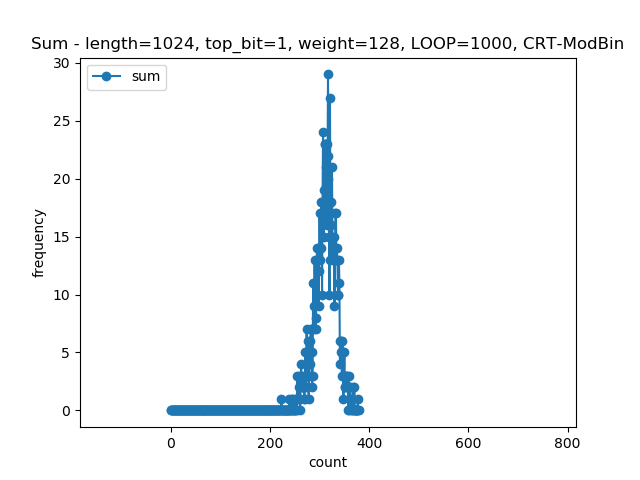 Sum - length=1024, top_bit=1, weight=128, LOOP=1000, CRT-ModBin
sum
frequency
30
25
20
15
10
5
0
0 200 400 600 800
count